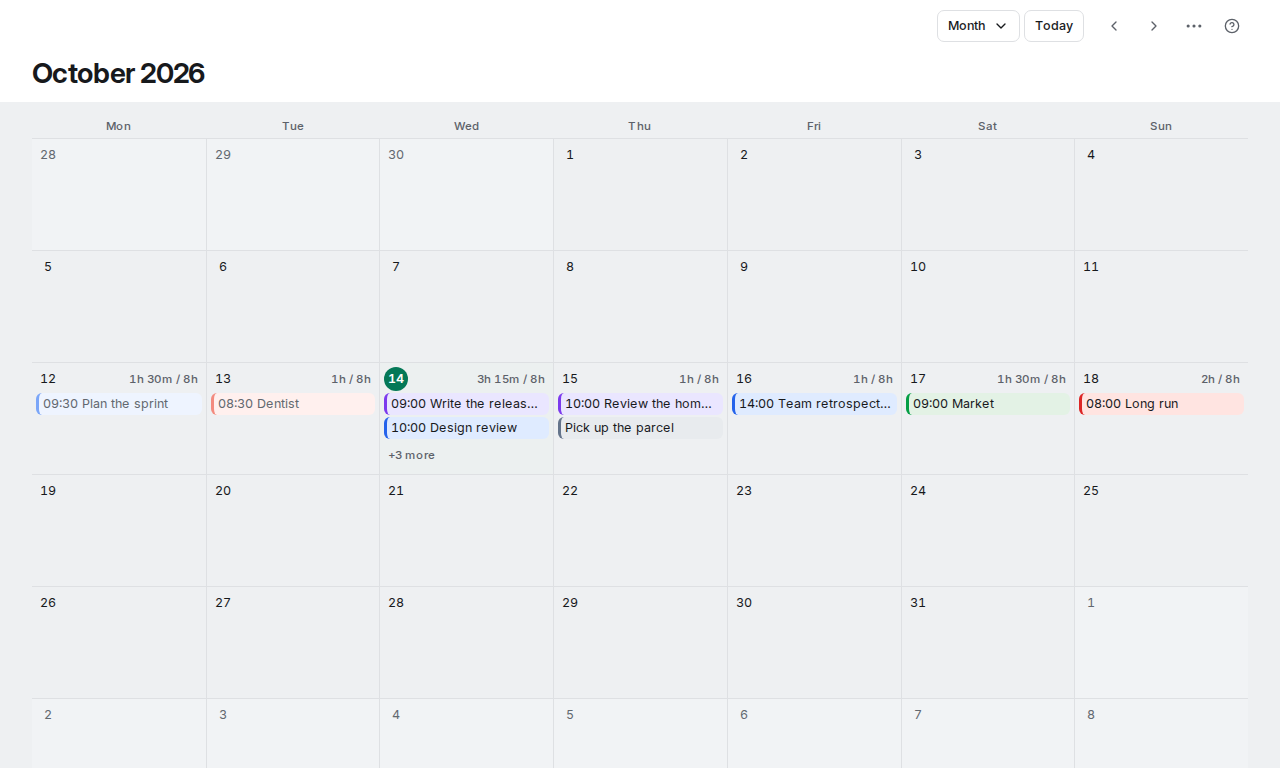 Month Today
October 2026
Mon Tue Wed Thu Fri Sat Sun
28 29 30 1 2 3 4
5 6 7 8 9 10 11
12 1h 30m / 8h 13 1h / 8h 14 3h 15m / 8h 15 1h / 8h 16 1h / 8h 17 1h 30m / 8h 18 2h / 8h
09:30 Plan the sprint 08:30 Dentist 09:00 Write the releas... 10:00 Review the hom... 14:00 Team retrospect... 09:00 Market 08:00 Long run
10:00 Design review Pick up the parcel
+3 more
19 20 21 22 23 24 25
26 27 28 29 30 31 1
2 3 4 5 6 7 8